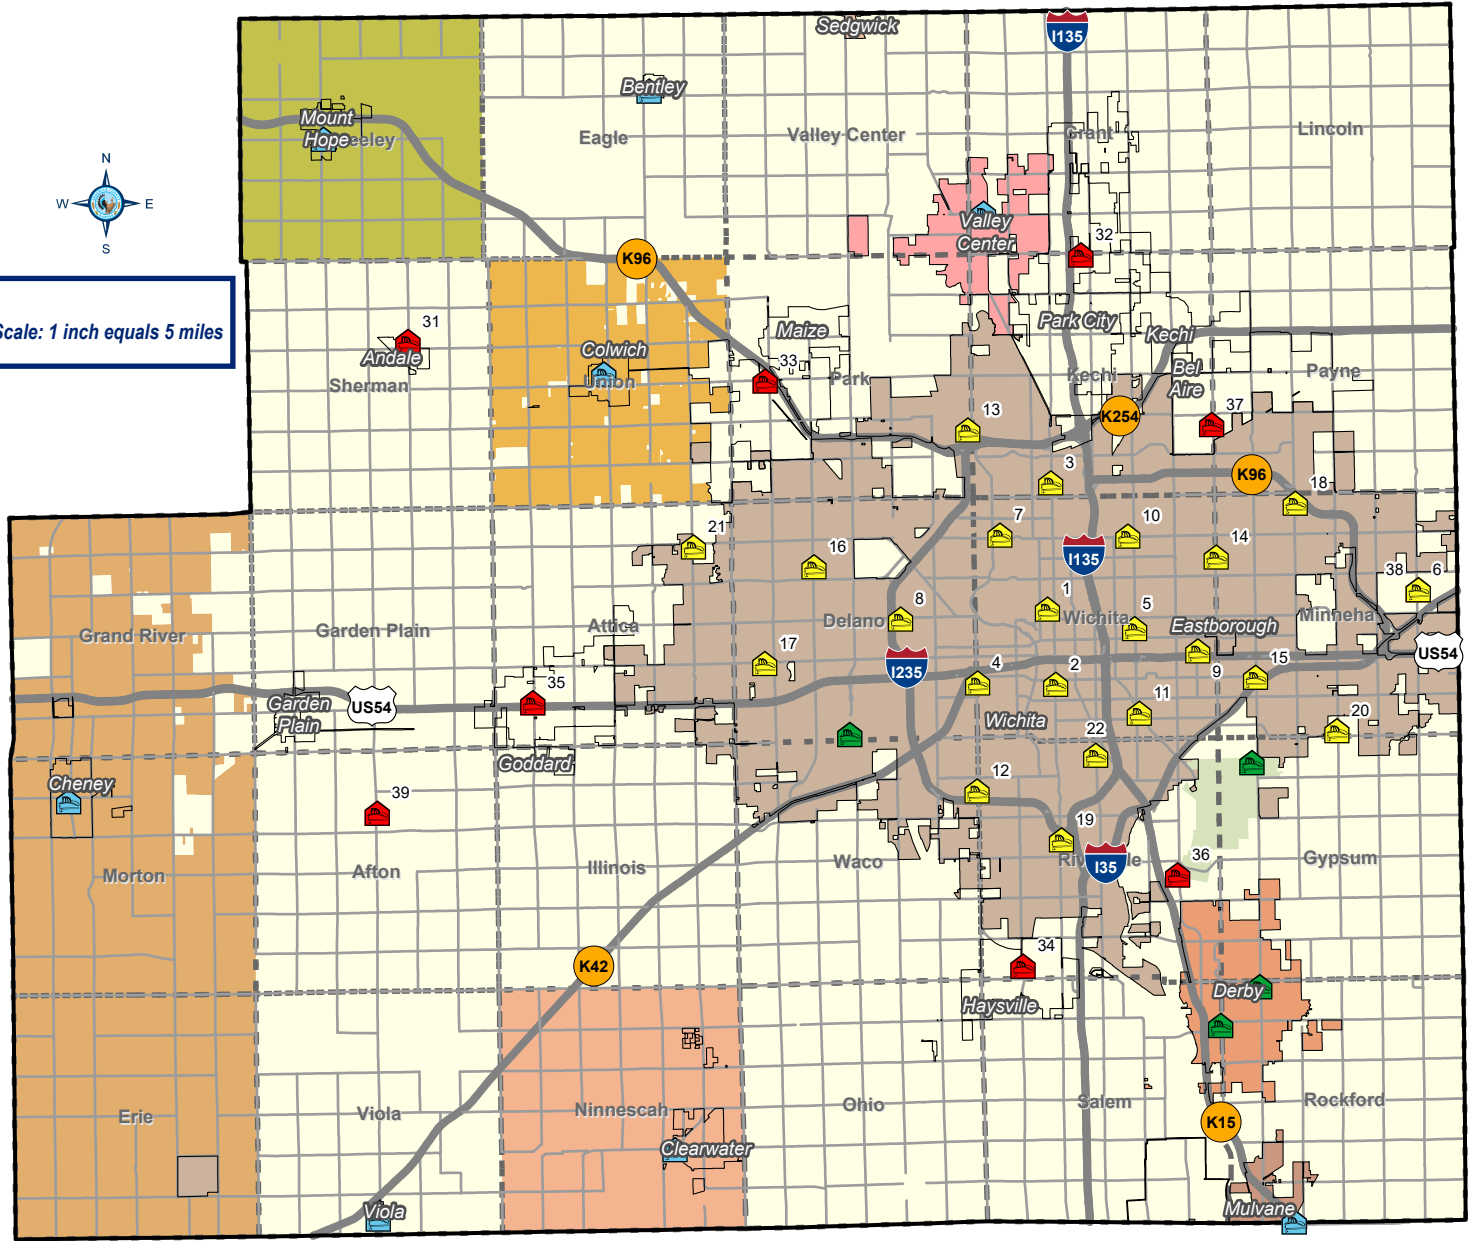 Sedgwick
I135
Bentley
Mount
Hope
eeley
Eagle
Valley Center
Grant
Lincoln
N
W
E
S
Valley
Center
32
K96
Scale: 1 inch equals 5 miles
31
Andale
Sherman
Colwich
Union
Maize
33
Park
Park City
Kechi
Kechi
Bel
Aire
Payne
K254
37
13
3
K96
18
21
16
7
10
14
I135
38
6
1
5
8
Delano
Wichita
Eastborough
Minneha
US54
Grand River
Garden Plain
Attica
17
I235
4
2
9
15
35
Garden
Plain
US54
11
Wichita
20
22
Goddard
Cheney
12
39
19
36
Morton
Afton
Illinois
Waco
Ri
le
I35
Gypsum
K42
34
Haysville
Derby
Erie
Viola
Ninnescah
Ohio
Salem
K15
Rockford
Clearwater
Viola
Mulvane